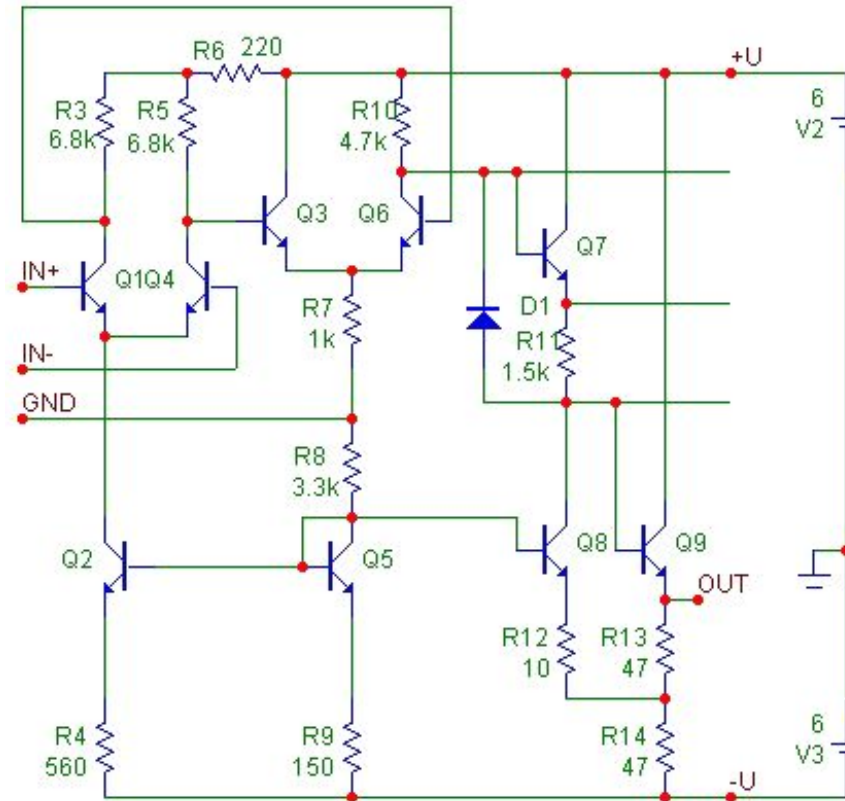 R6 220
+U
R3
6.8k
R5
6.8k
R10
4.7k
6
V2
Q3
Q6
Q7
IN+
Q1Q4
D1
R7
1k
R11
1.5k
IN-
GND
R8
3.3k
Q2
Q5
Q8
Q9
OUT
R12
10
R13
47
R4
560
R9
150
R14
47
6
V3
-U